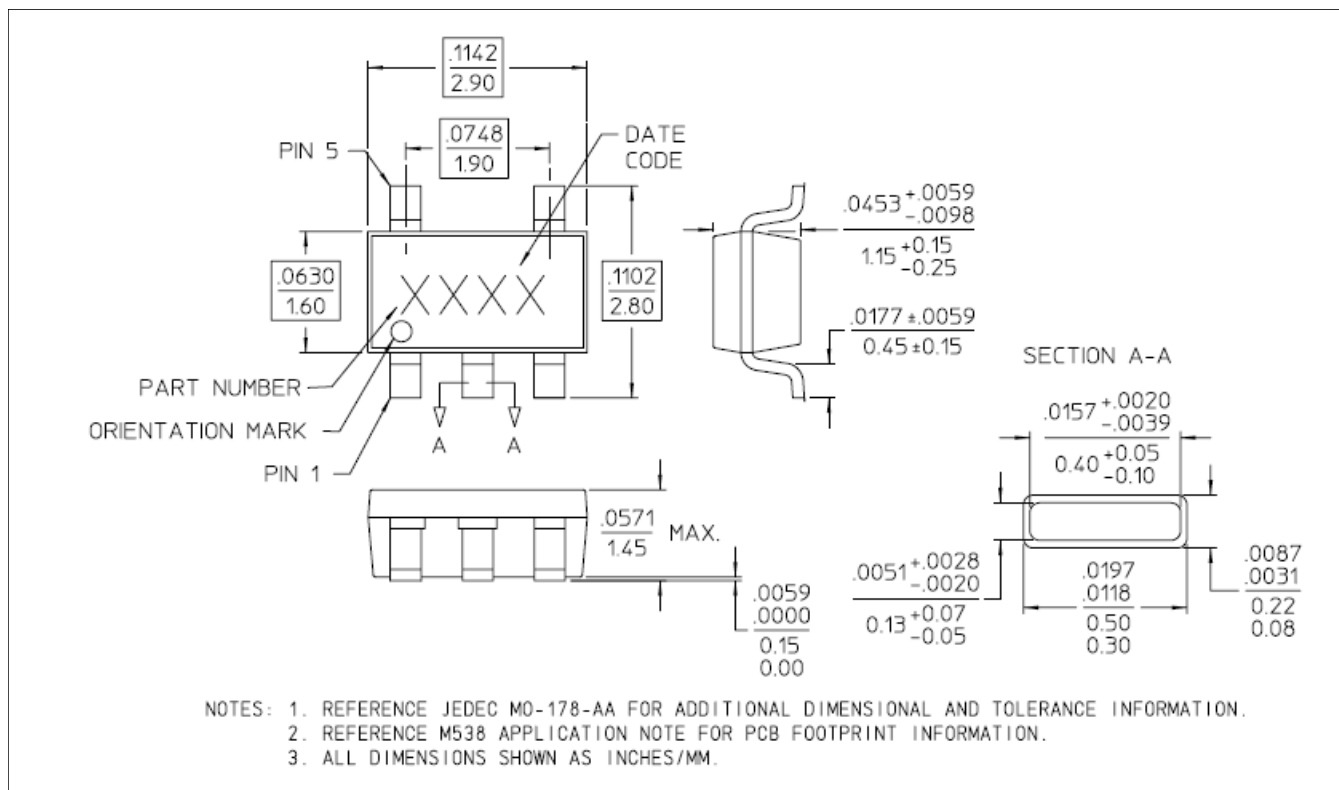 .1142
2.90
.0748
1.90
PIN 5
DATE
CODE
.0630
1.60
XXXX
.1102
2.80
PART NUMBER
ORIENTATION MARK
PIN 1
A A
.0453 +.0059
-.0098
1.15 +0.15
-0.25
.0177 ±.0059
0.45 ±0.15
SECTION A-A
.0157 +.0020
-.0039
0.40 +0.05
-0.10
.0571
1.45
MAX.
.0059
.0000
0.15
0.00
.0051 +.0028
-.0020
0.13 +0.07
-0.05
.0197
.0118
0.50
0.30
.0087
.0031
0.22
0.08
NOTES: 1. REFERENCE JEDEC MO-178-AA FOR ADDITIONAL DIMENSIONAL AND TOLERANCE INFORMATION.
2. REFERENCE M538 APPLICATION NOTE FOR PCB FOOTPRINT INFORMATION.
3. ALL DIMENSIONS SHOWN AS INCHES/MM.